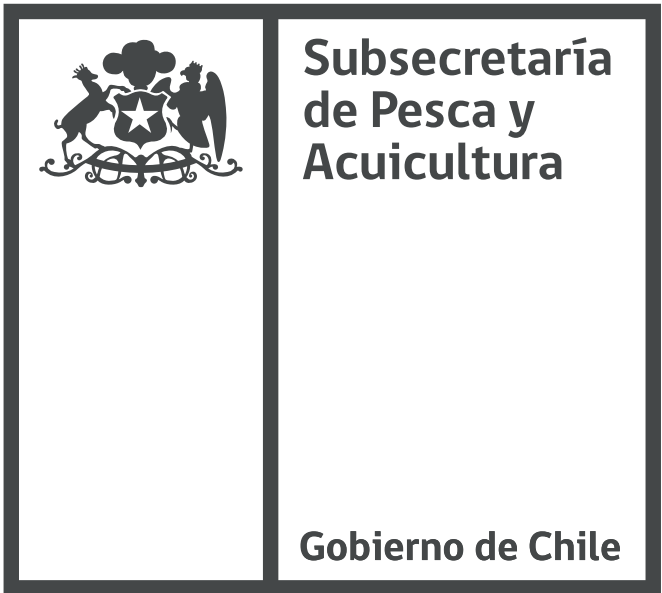 Subsecretaría
de Pesca y
Acuicultura
Gobierno de Chile